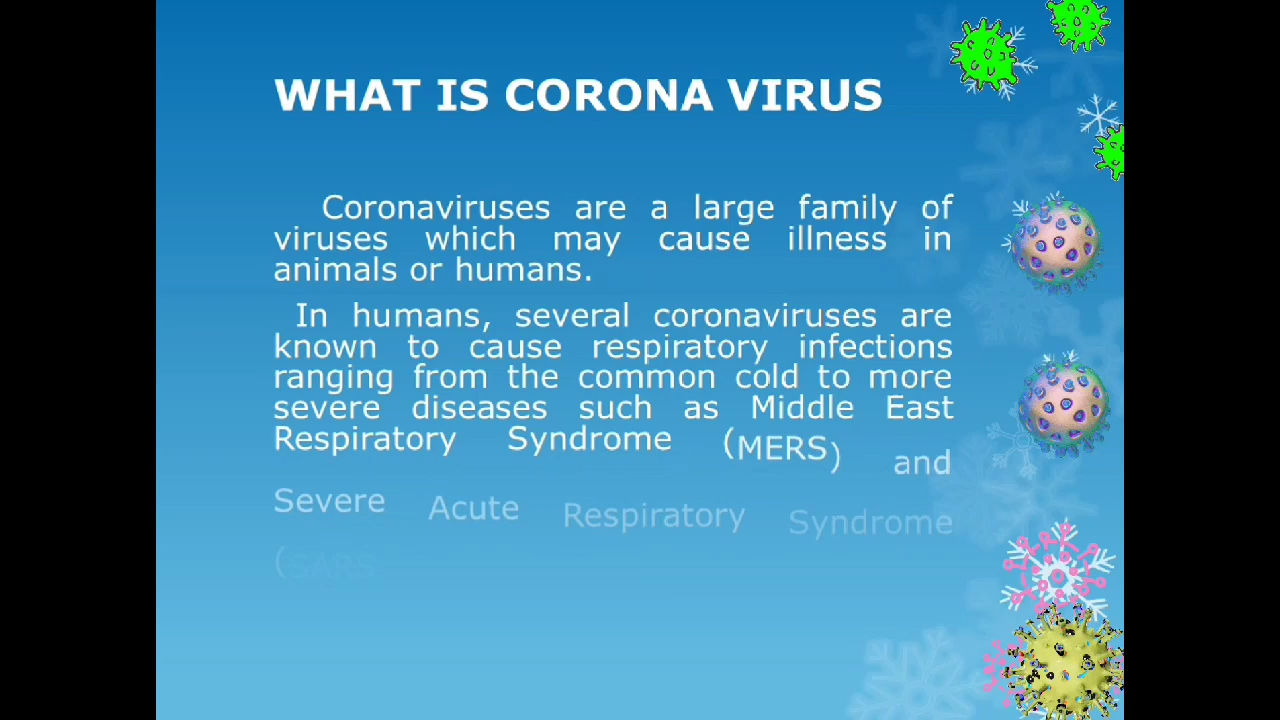 WHAT IS CORONA VIRUS
Coronaviruses are a large family of
viruses which may cause illness in
animals or humans.
In humans, several coronaviruses are
known to cause respiratory infections
ranging from the common cold to more
severe diseases such as Middle East
Respiratory Syndrome (MERS) and
Severe Acute Respiratory Syndrome